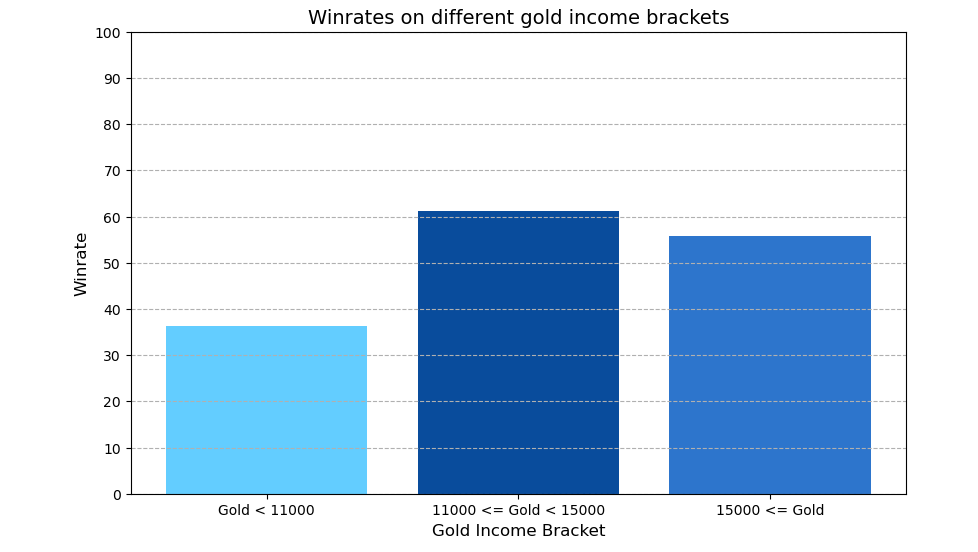 Winrates on different gold income brackets
100
90
80
70
60
50
40
30
20
10
0
Winrate
Gold < 11000
11000 <= Gold < 15000
15000 <= Gold
Gold Income Bracket